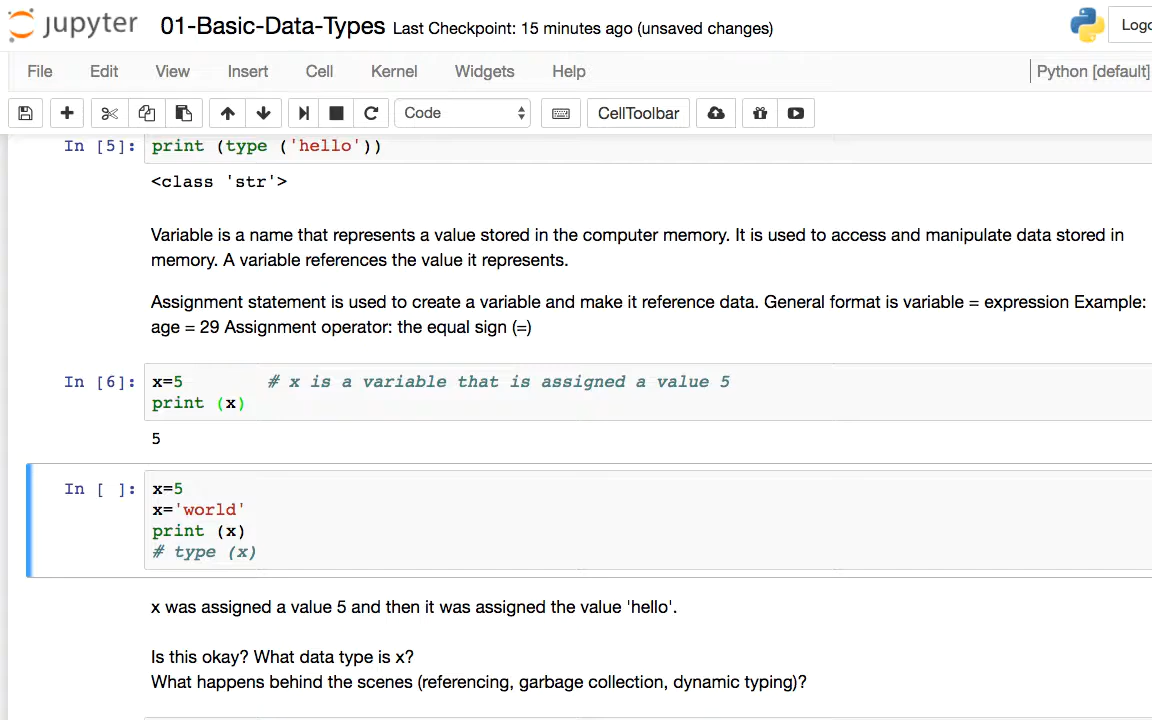 jupyter 01-Basic-Data-Types Last Checkpoint: 15 minutes ago (unsaved changes) Logo
File Edit View Insert Cell Kernel Widgets Help Python [default]
Code CellToolbar
In [5]: print (type ('hello'))
<class 'str'>
Variable is a name that represents a value stored in the computer memory. It is used to access and manipulate data stored in
memory. A variable references the value it represents.
Assignment statement is used to create a variable and make it reference data. General format is variable = expression Example:
age = 29 Assignment operator: the equal sign (=)
In [6]: x=5 # x is a variable that is assigned a value 5
print (x)
5
In [ ]: x=5
x='world'
print (x)
# type (x)
x was assigned a value 5 and then it was assigned the value 'hello'.
Is this okay? What data type is x?
What happens behind the scenes (referencing, garbage collection, dynamic typing)?